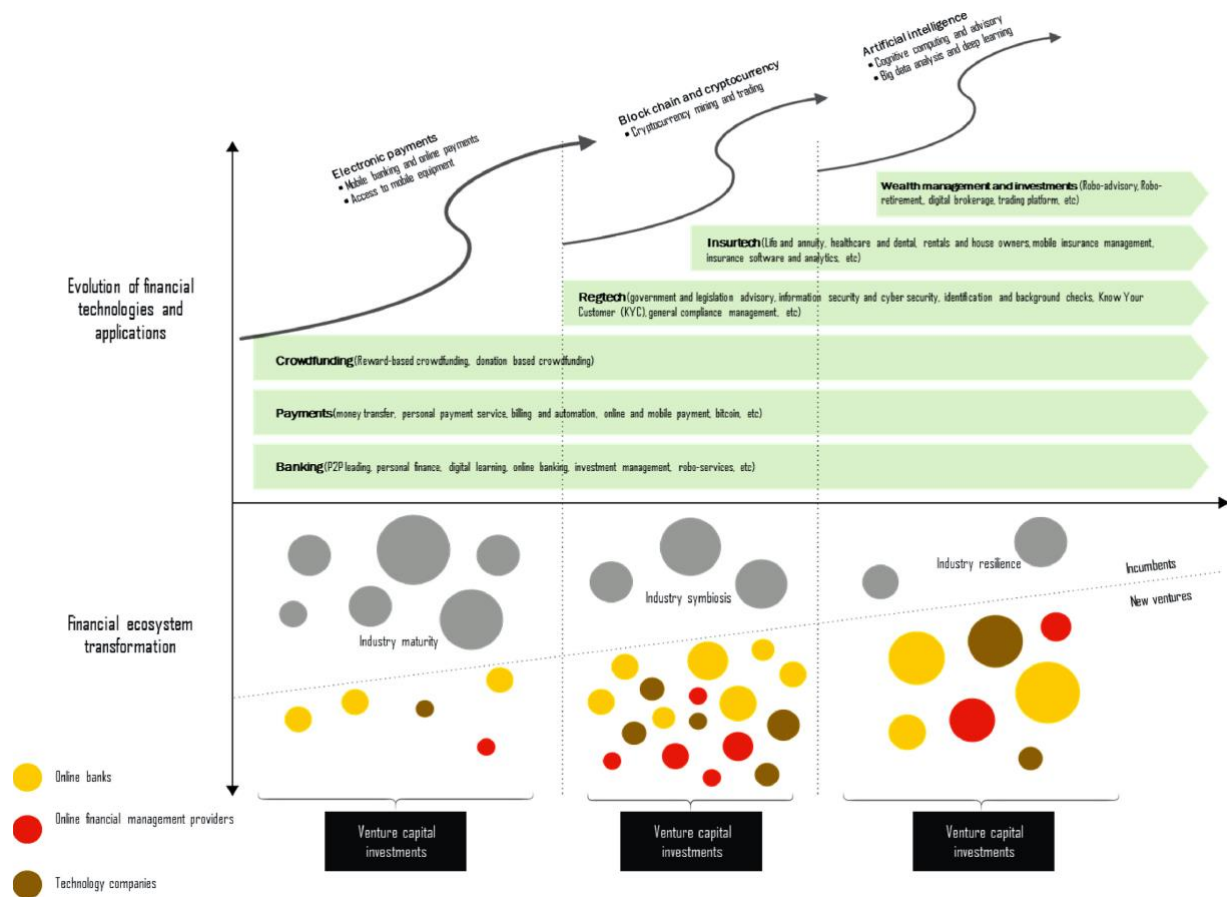 Artificial intelligence
• Cognitive computing and advisory
• Big data analysis and deep learning
Block chain and cryptocurrency
• Cryptocurrency mining and trading
Electronic payments
• Mobile banking and online payments
• Access to mobile equipment
Evolution of financial
technologies and
applications
Wealth management and investments (Robo-advisory, Robo-
retirement, digital brokerage, trading platform, etc)
Insurtech (Life and annuity, healthcare and dental, rentals and house owners, mobile insurance management,
insurance software and analytics, etc)
Regtech (government and legislation advisory, information security and cyber security, identification and background checks, Know Your
Customer (KYC), general compliance management, etc)
Crowdfunding (Reward-based crowdfunding, donation based crowdfunding)
Payments (money transfer, personal payment service, billing and automation, online and mobile payment, bitcoin, etc)
Banking (P2P leading, personal finance, digital learning, online banking, investment management, robo-services, etc)
Financial ecosystem
transformation
Industry maturity
Industry symbiosis
Industry resilience
Incumbents
New ventures
Online banks
Online financial management providers
Technology companies
Venture capital
investments
Venture capital
investments
Venture capital
investments